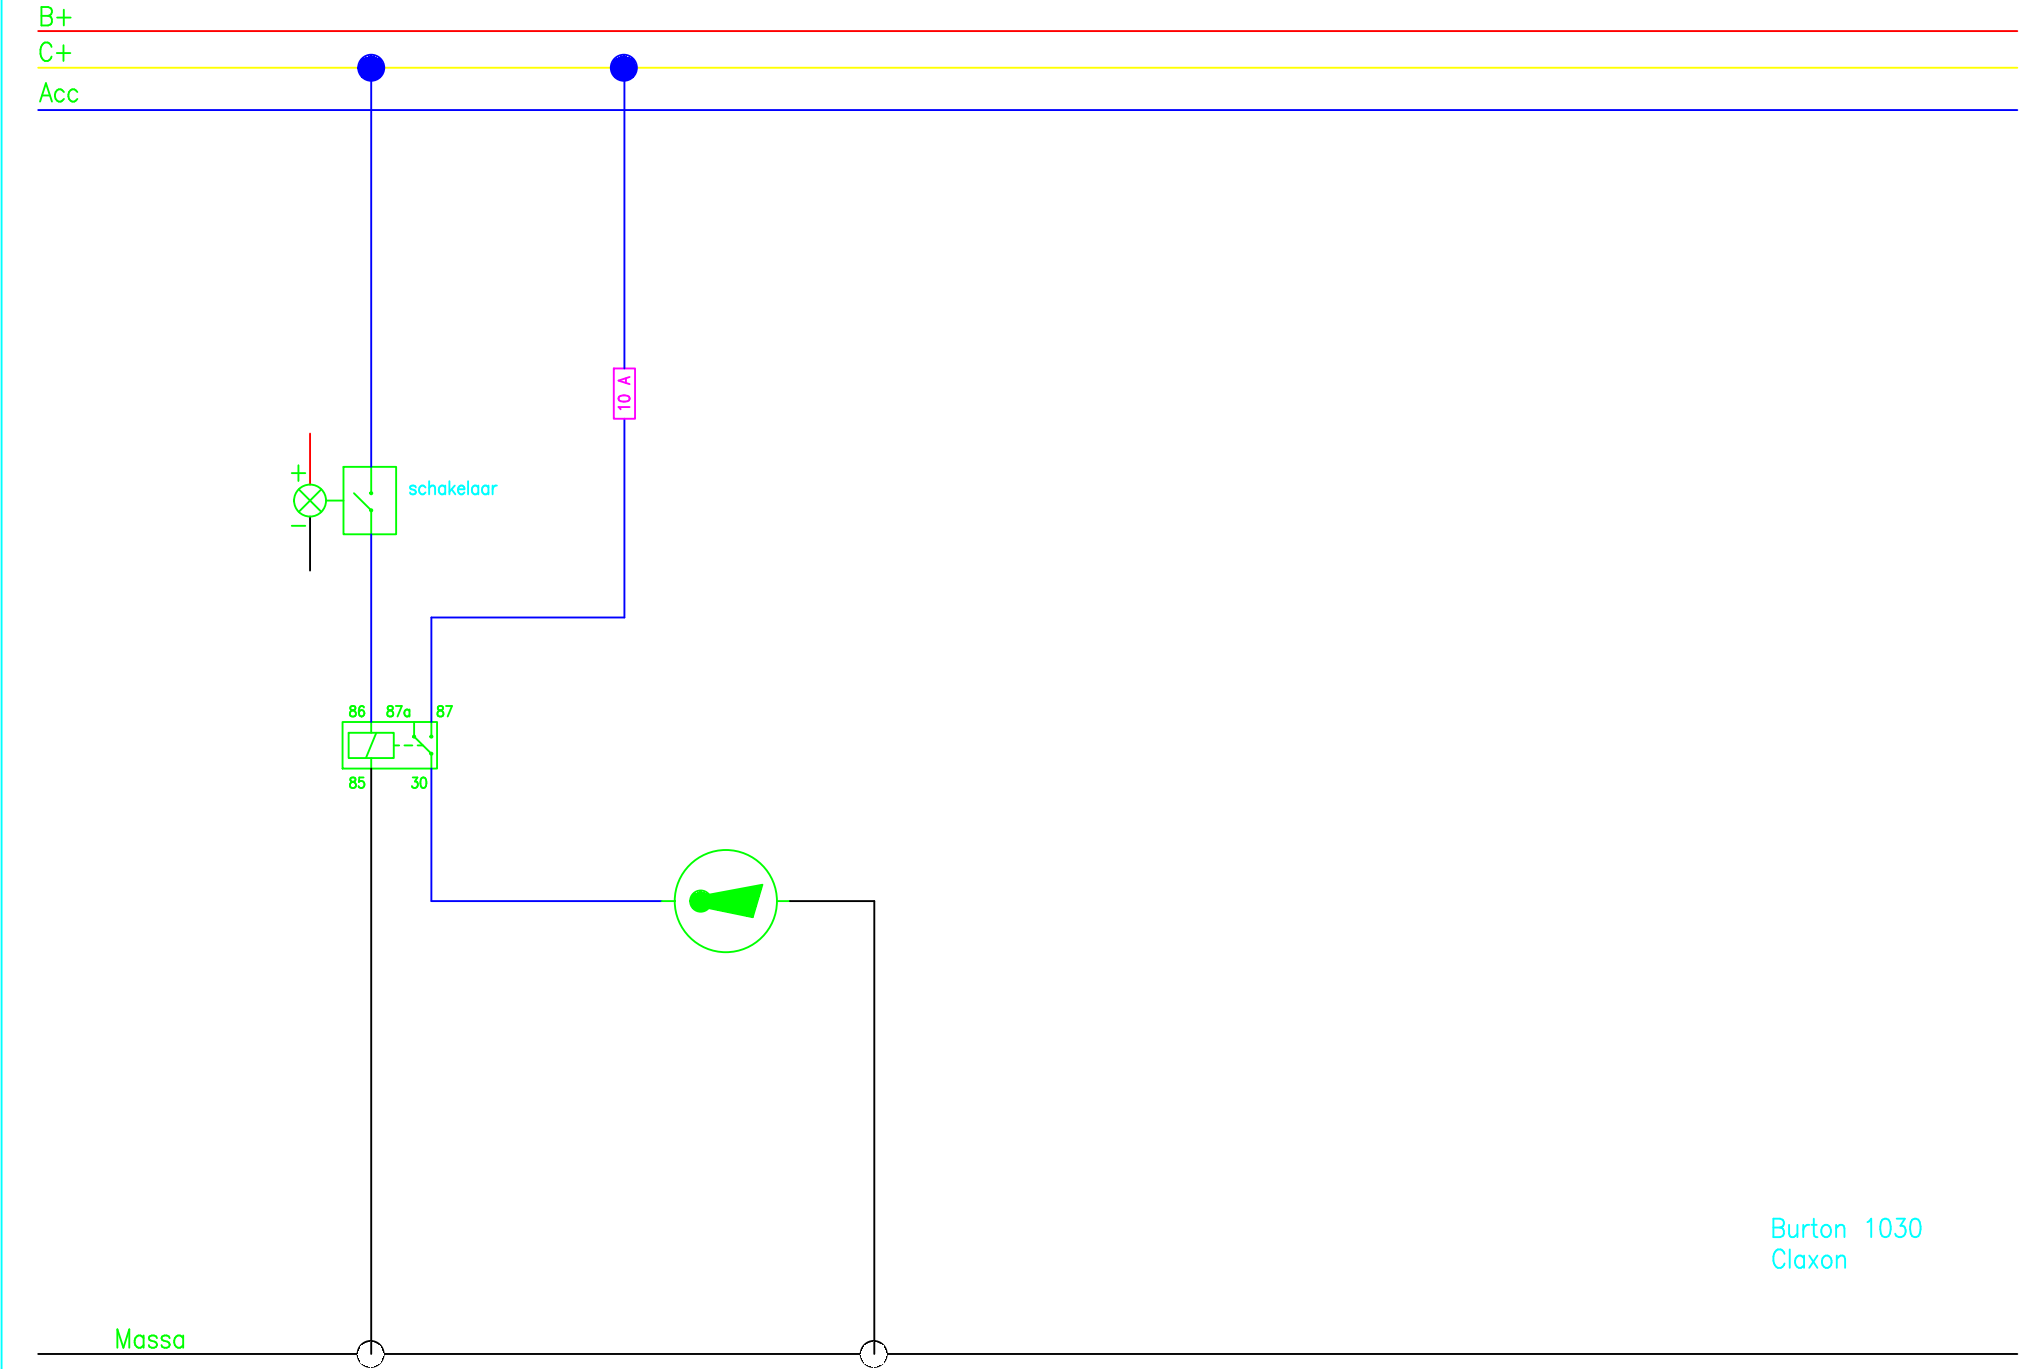 B+
C+
Acc
10 A
+
schakelaar
−
86 87a 87
85 30
Burton 1030
Claxon
Massa